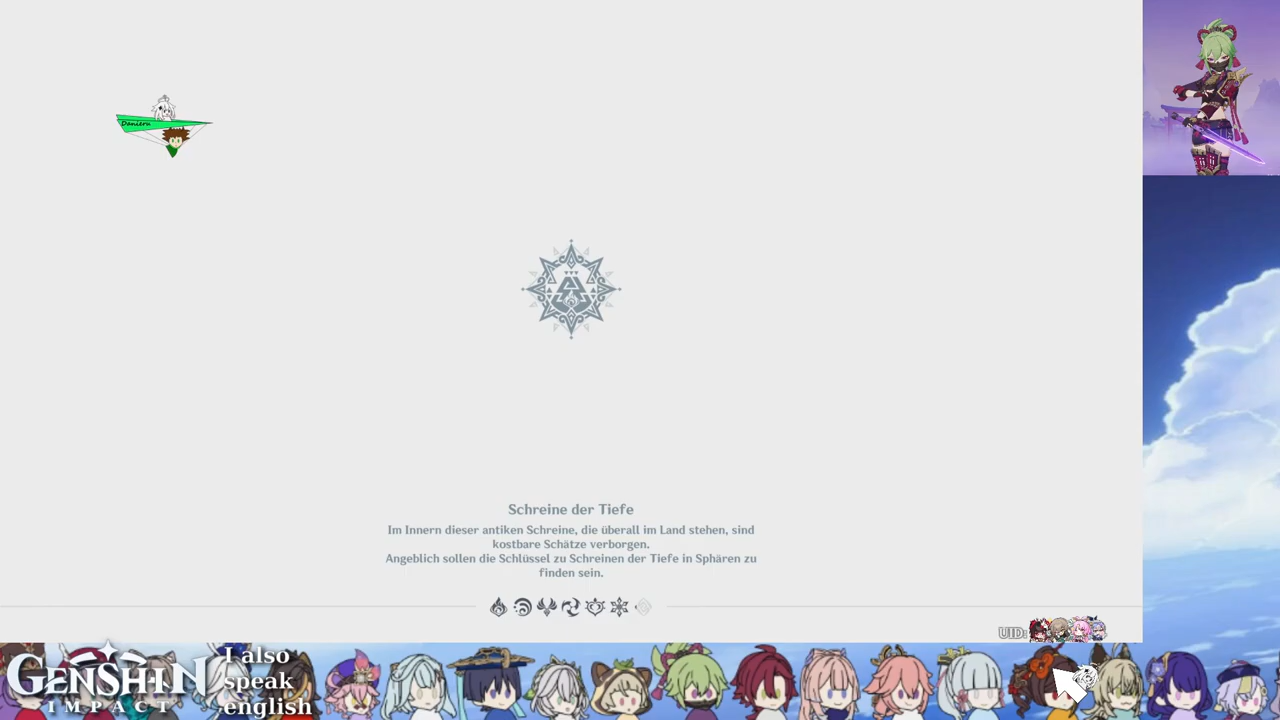 Danieru
Schreine der Tiefe
Im Innern dieser antiken Schreine, die überall im Land stehen, sind
kostbare Schätze verborgen.
Angeblich sollen die Schlüssel zu Schreinen der Tiefe in Sphären zu
finden sein.
UID:
GENSHIN
IMPACT
I also
speak
english